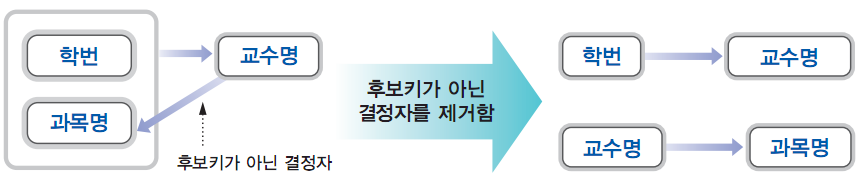 학번
교수명
과목명
후보키가 아닌 결정자
후보키가 아닌
결정자를 제거함
학번
교수명
교수명
과목명